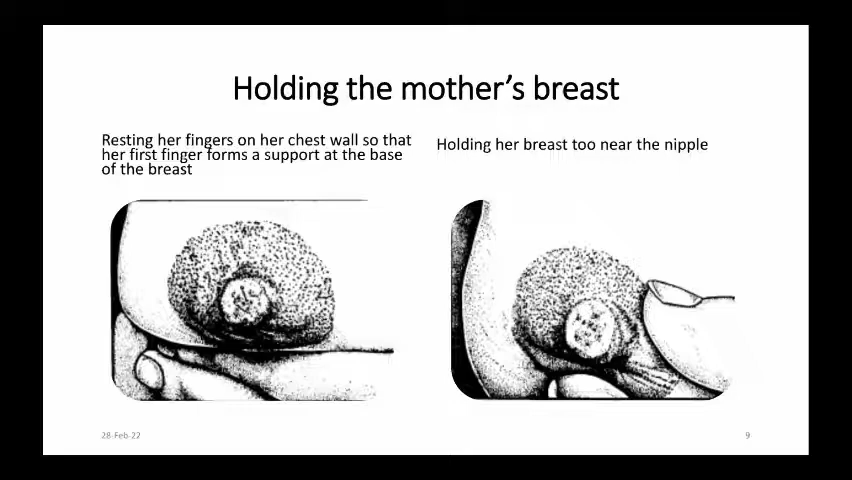 Holding the mother's breast
Resting her fingers on her chest wall so that
her first finger forms a support at the base
of the breast
Holding her breast too near the nipple
28-Feb-22
9